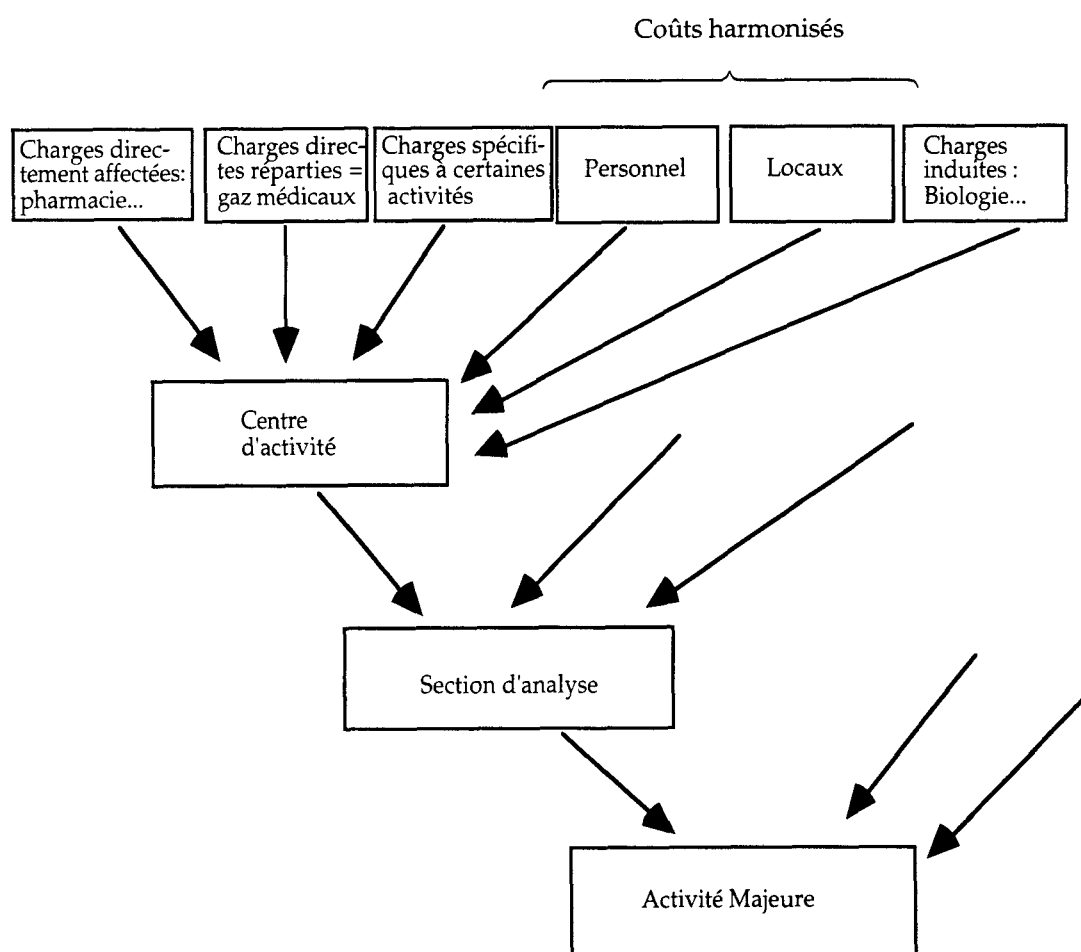 Coûts harmonisés
Charges direc-
tement affectées:
pharmacie...
Charges direc-
tes réparties =
gaz médicaux
Charges spécifi-
ques à certaines
activités
Personnel
Locaux
Charges
induites :
Biologie...
Centre
d'activité
Section d'analyse
Activité Majeure